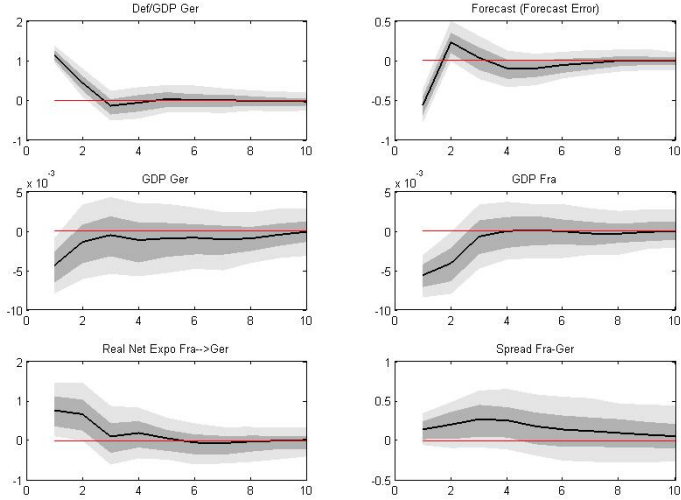 Def/GDP Ger
2
1
0
-1
0 2 4 6 8 10
Forecast (Forecast Error)
0.5
0
-0.5
-1
0 2 4 6 8 10
x 10⁻³ GDP Ger
5
0
-5
-10
0 2 4 6 8 10
x 10⁻³ GDP Fra
5
0
-5
-10
0 2 4 6 8 10
Real Net Expo Fra-->Ger
2
1
0
-1
0 2 4 6 8 10
Spread Fra-Ger
1
0.5
0
-0.5
0 2 4 6 8 10